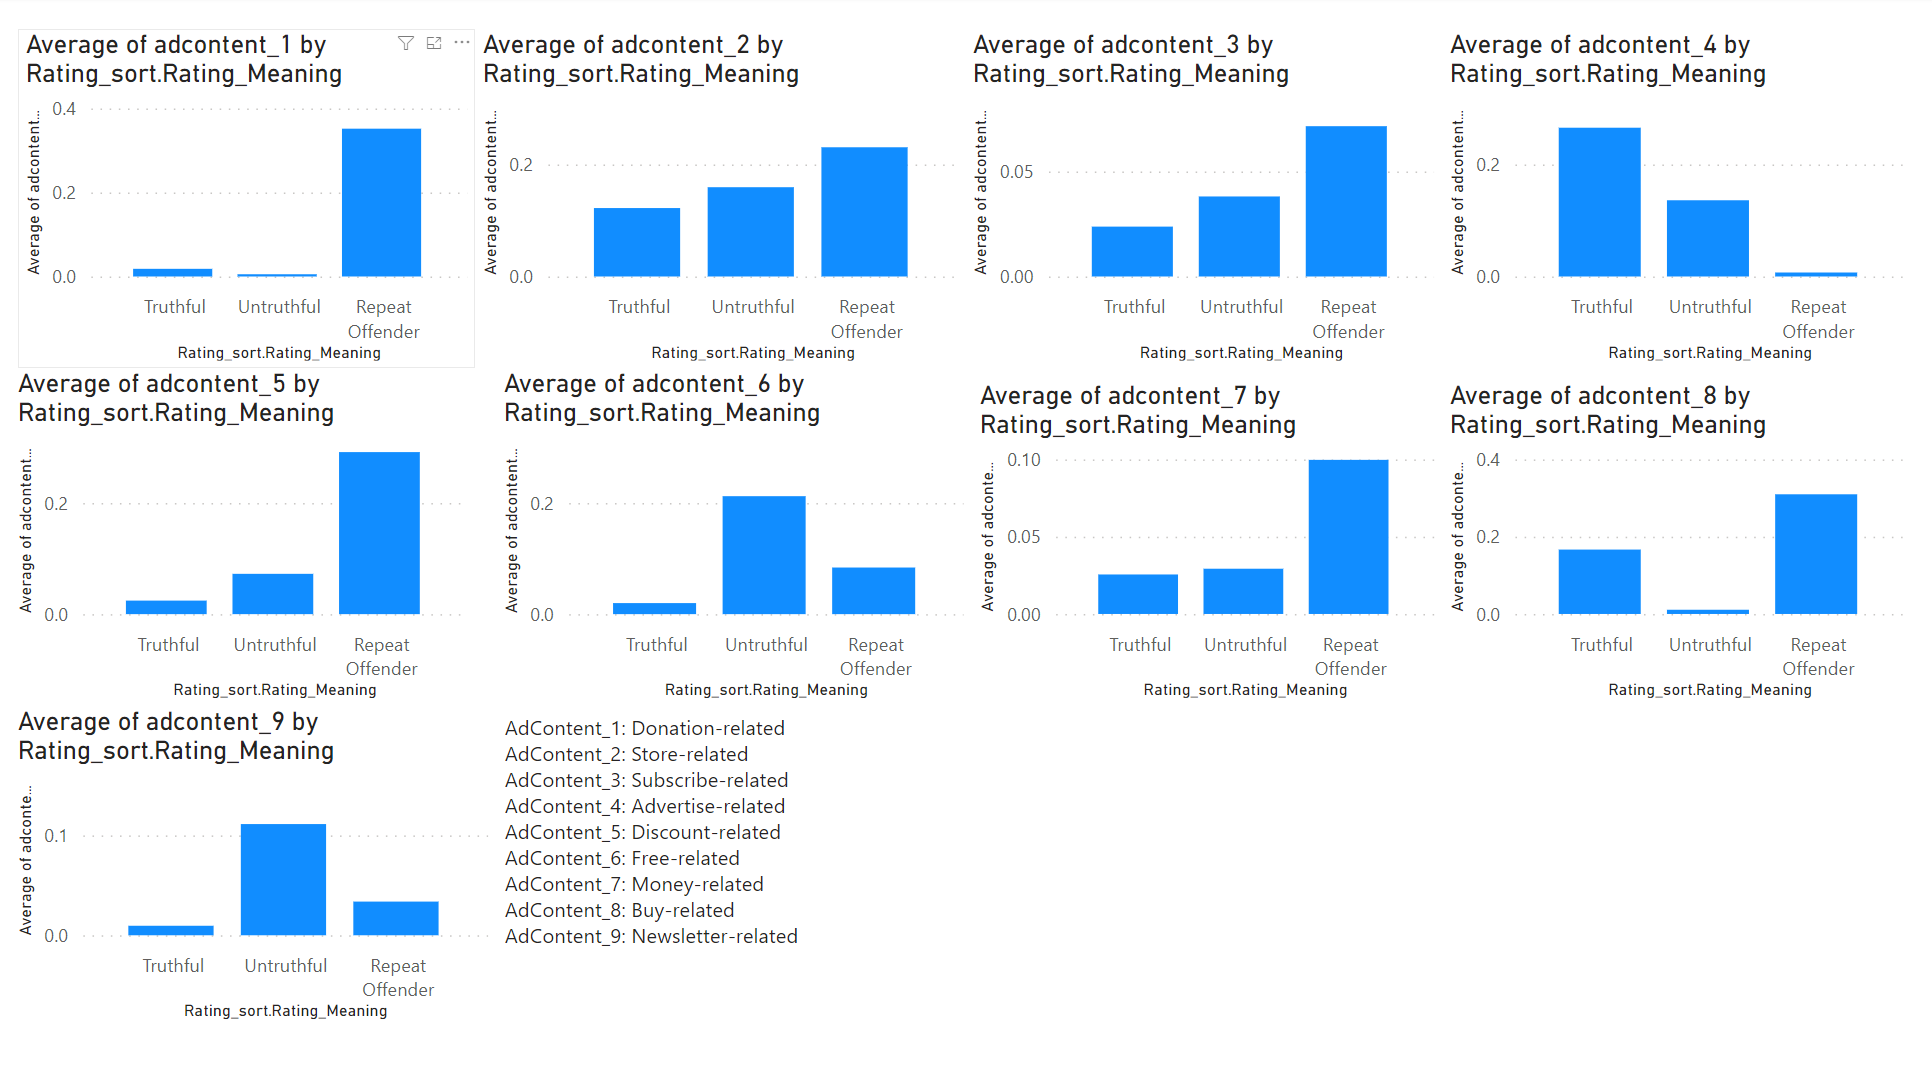 Average of adcontent_1 by
Rating_sort.Rating_Meaning
Average of adcontent...
0.4
0.2
0.0
Truthful
Untruthful
Repeat
Offender
Rating_sort.Rating_Meaning
Average of adcontent_2 by
Rating_sort.Rating_Meaning
Average of adcontent...
0.2
0.0
Truthful
Untruthful
Repeat
Offender
Rating_sort.Rating_Meaning
Average of adcontent_3 by
Rating_sort.Rating_Meaning
Average of adcontent...
0.05
0.00
Truthful
Untruthful
Repeat
Offender
Rating_sort.Rating_Meaning
Average of adcontent_4 by
Rating_sort.Rating_Meaning
Average of adcontent...
0.2
0.0
Truthful
Untruthful
Repeat
Offender
Rating_sort.Rating_Meaning
Average of adcontent_5 by
Rating_sort.Rating_Meaning
Average of adcontent...
0.2
0.0
Truthful
Untruthful
Repeat
Offender
Rating_sort.Rating_Meaning
Average of adcontent_6 by
Rating_sort.Rating_Meaning
Average of adcontent...
0.2
0.0
Truthful
Untruthful
Repeat
Offender
Rating_sort.Rating_Meaning
Average of adcontent_7 by
Rating_sort.Rating_Meaning
Average of adconte...
0.10
0.05
0.00
Truthful
Untruthful
Repeat
Offender
Rating_sort.Rating_Meaning
Average of adcontent_8 by
Rating_sort.Rating_Meaning
Average of adconte...
0.4
0.2
0.0
Truthful
Untruthful
Repeat
Offender
Rating_sort.Rating_Meaning
Average of adcontent_9 by
Rating_sort.Rating_Meaning
Average of adconte...
0.1
0.0
Truthful
Untruthful
Repeat
Offender
Rating_sort.Rating_Meaning
AdContent_1: Donation-related
AdContent_2: Store-related
AdContent_3: Subscribe-related
AdContent_4: Advertise-related
AdContent_5: Discount-related
AdContent_6: Free-related
AdContent_7: Money-related
AdContent_8: Buy-related
AdContent_9: Newsletter-related